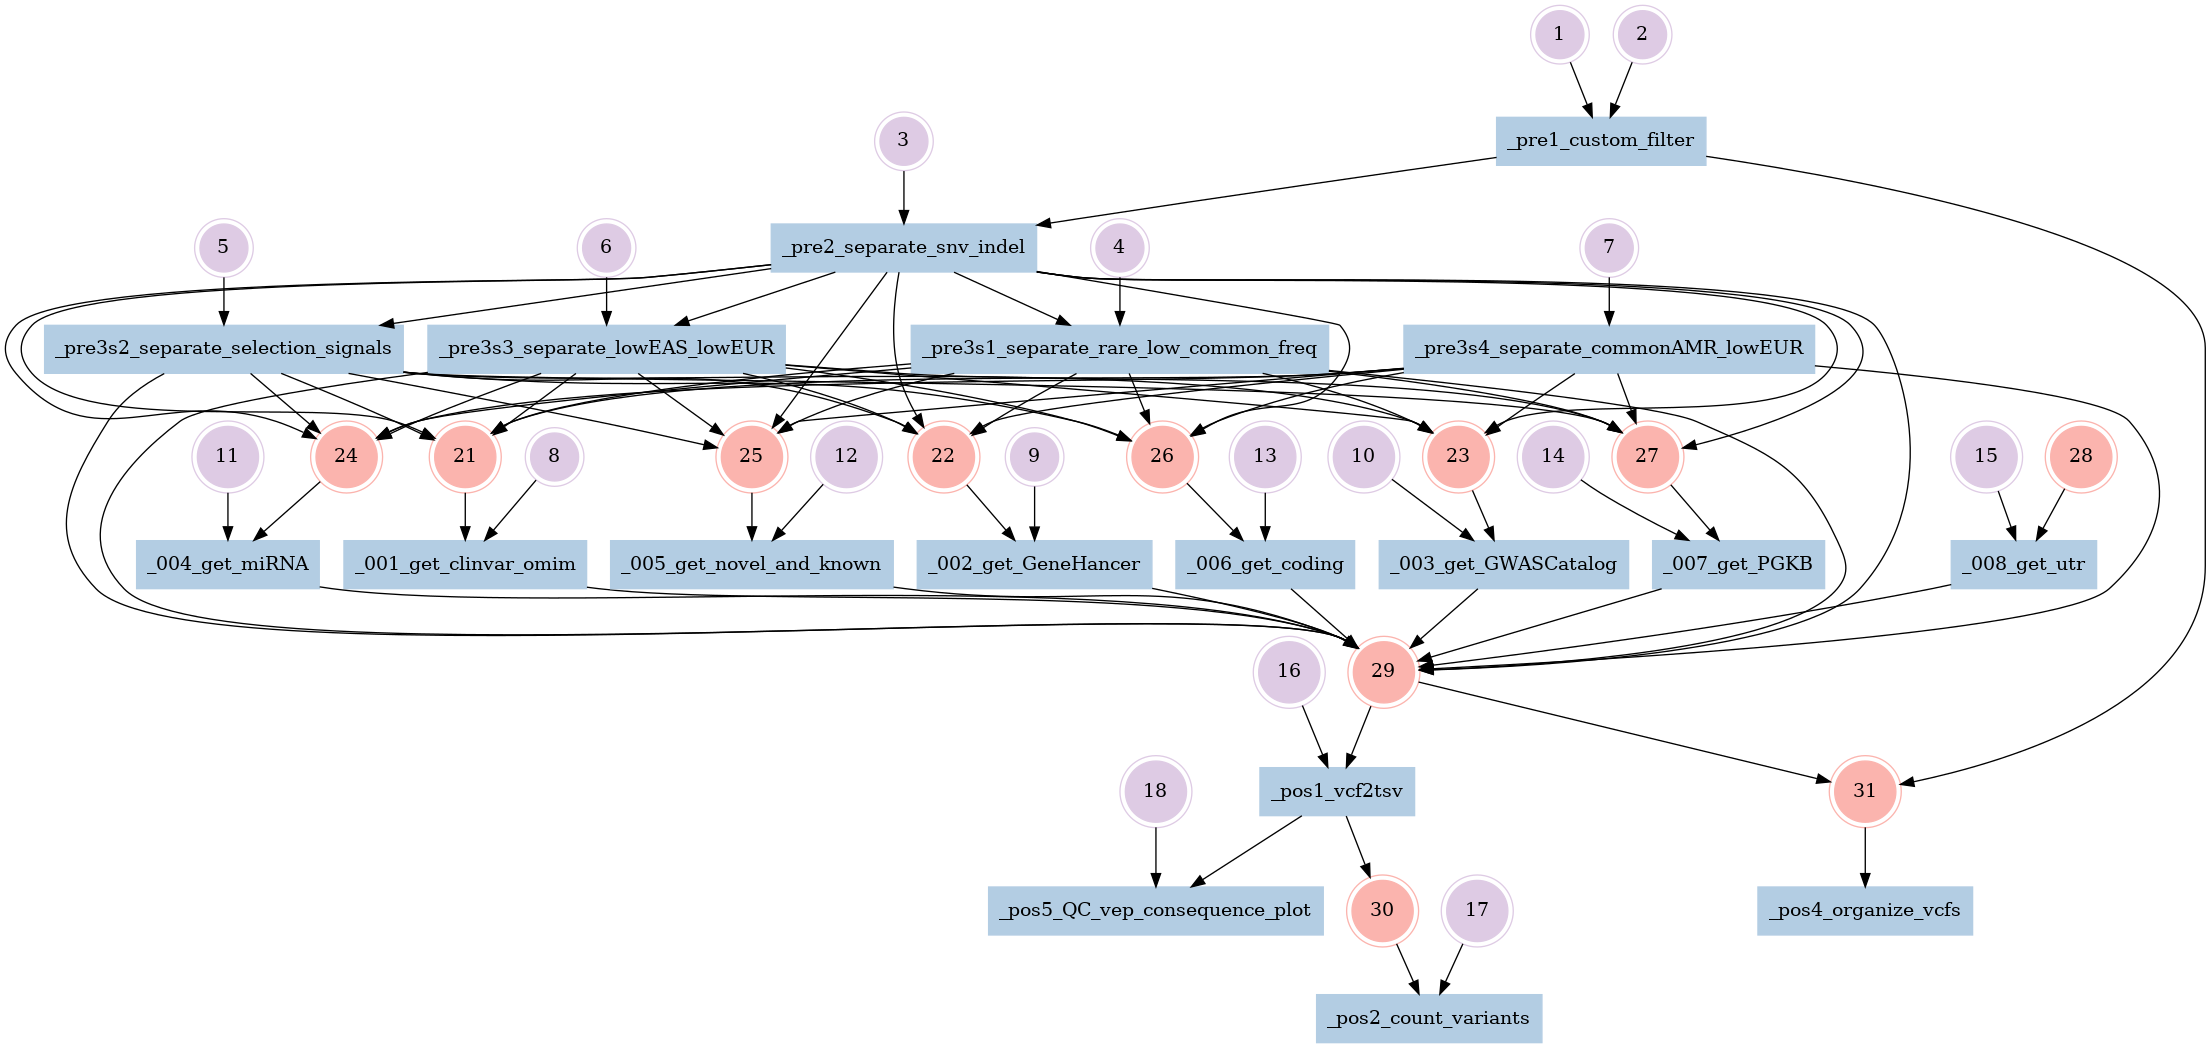 1
2
_pre1_custom_filter
3
5
6
_pre2_separate_snv_indel
4
7
_pre3s2_separate_selection_signals
_pre3s3_separate_lowEAS_lowEUR
_pre3s1_separate_rare_low_common_freq
_pre3s4_separate_commonAMR_lowEUR
11
24
21
8
25
12
22
9
26
13
10
23
14
27
15
28
_004_get_miRNA
_001_get_clinvar_omim
_005_get_novel_and_known
_002_get_GeneHancer
_006_get_coding
_003_get_GWASCatalog
_007_get_PGKB
_008_get_utr
16
29
18
_pos1_vcf2tsv
31
_pos5_QC_vep_consequence_plot
30
17
_pos4_organize_vcfs
_pos2_count_variants